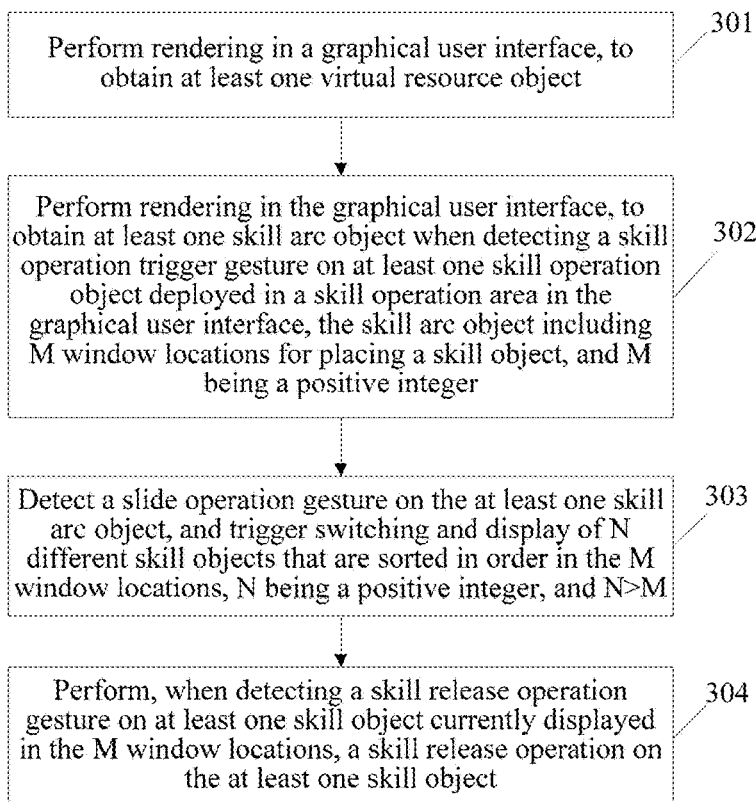 301
Perform rendering in a graphical user interface, to
obtain at least one virtual resource object
302
Perform rendering in the graphical user interface, to
obtain at least one skill arc object when detecting a skill
operation trigger gesture on at least one skill operation
object deployed in a skill operation area in the
graphical user interface, the skill arc object including
M window locations for placing a skill object, and M
being a positive integer
303
Detect a slide operation gesture on the at least one skill
arc object, and trigger switching and display of N
different skill objects that are sorted in order in the M
window locations, N being a positive integer, and N>M
304
Perform, when detecting a skill release operation
gesture on at least one skill object currently displayed
in the M window locations, a skill release operation on
the at least one skill object